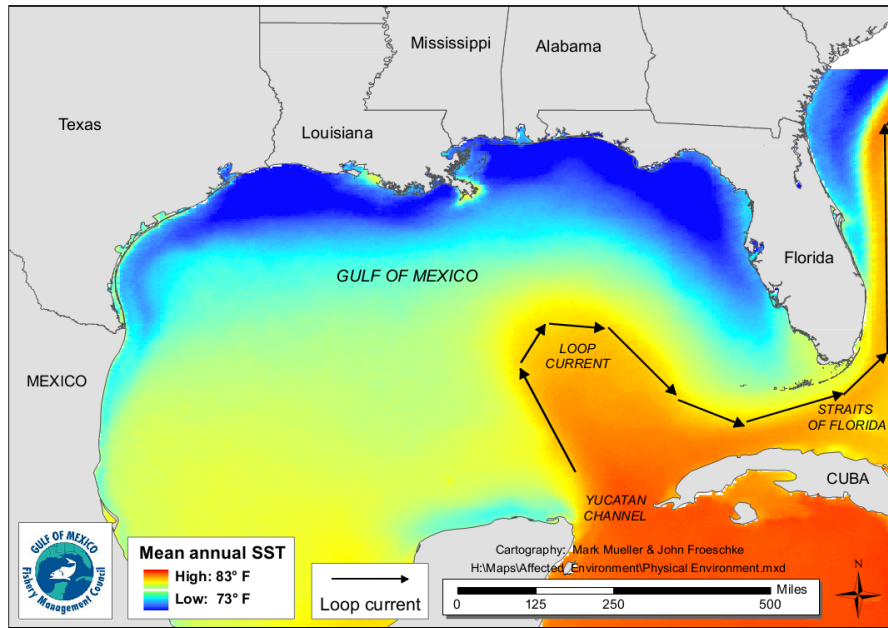 Mississippi
Alabama
Texas
Louisiana
Florida
GULF OF MEXICO
LOOP
CURRENT
MEXICO
STRAITS
OF FLORIDA
CUBA
YUCATAN
CHANNEL
GULF OF MEXICO
Fishery Management Council
Mean annual SST
High: 83° F
Low: 73° F
Loop current
Cartography: Mark Mueller & John Froeschke
H:\Maps\Affected_Environment\Physical Environment.mxd
Miles
0 125 250 500
N